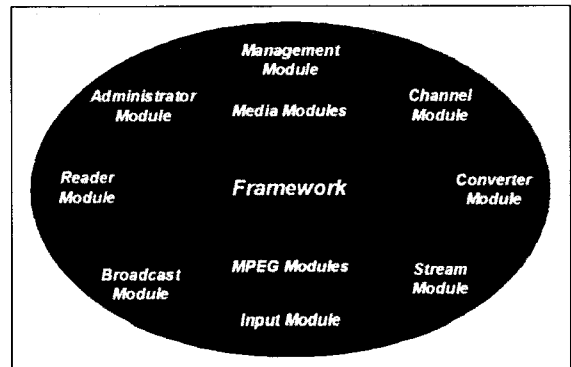 Management
Module
Administrator
Module
Media Modules
Channel
Module
Reader
Module
Framework
Converter
Module
Broadcast
Module
MPEG Modules
Stream
Module
Input Module